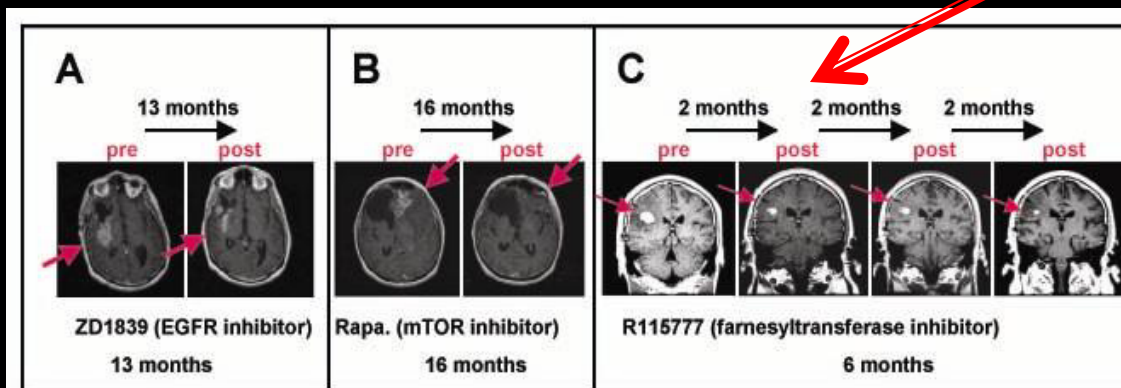 A
13 months
pre post
ZD1839 (EGFR inhibitor)
13 months
B
16 months
pre post
Rapa. (mTOR inhibitor)
16 months
C
2 months 2 months 2 months
pre post post post
R115777 (farnesyltransferase inhibitor)
6 months